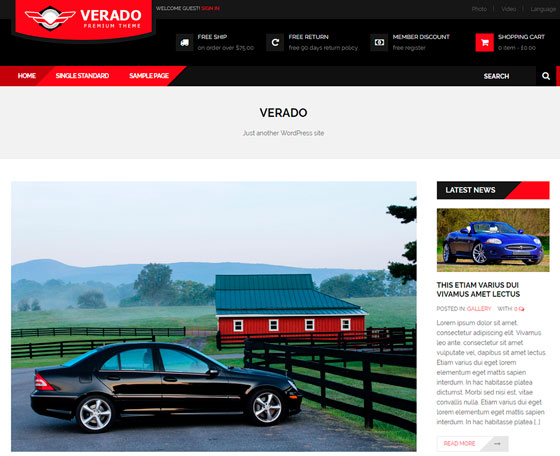 VERADO
PREMIUM THEME
WELCOME GUEST! SIGN IN
Photo | Video | Language
FREE SHIP
on order over $75,00
FREE RETURN
free 90 days return policy
MEMBER DISCOUNT
free register
SHOPPING CART
0 item - $0.00
HOME
SINGLE STANDARD
SAMPLE PAGE
SEARCH
VERADO
Just another WordPress site
LATEST NEWS
THIS ETIAM VARIUS DUI
VIVAMUS AMET LECTUS
POSTED IN: GALLERY WITH: 0
Lorem ipsum dolor sit amet,
consectetur adipiscing elit. Vivamus
leo ante, consectetur sit amet
vulputate vel, dapibus sit amet lectus.
Etiam varius dui eget lorem
elementum eget mattis sapien
interdum. In hac habitasse platea
dictumst. Morbi sed nisi est, vitae
convallis nulla. Etiam varius dui eget
lorem elementum eget mattis sapien
interdum. In hac habitasse platea.[...]
READ MORE